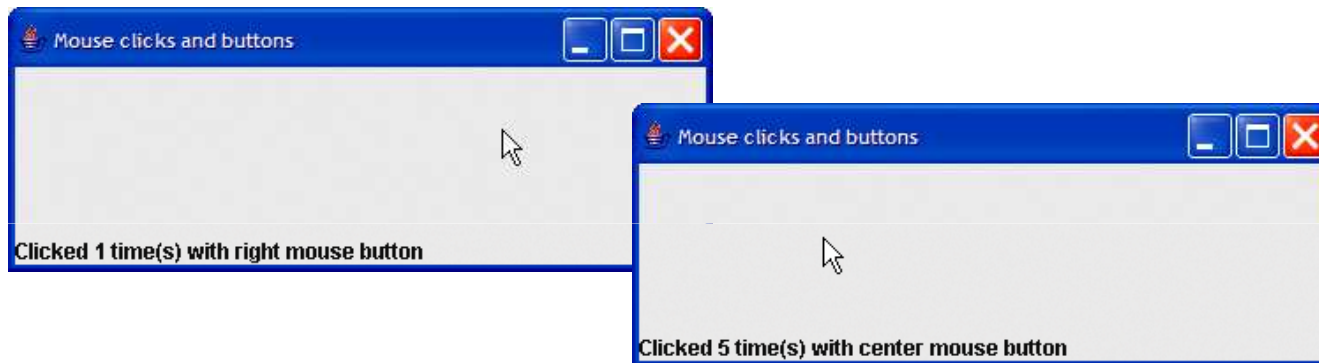 Mouse clicks and buttons
Clicked 1 time(s) with right mouse button
Mouse clicks and buttons
Clicked 5 time(s) with center mouse button